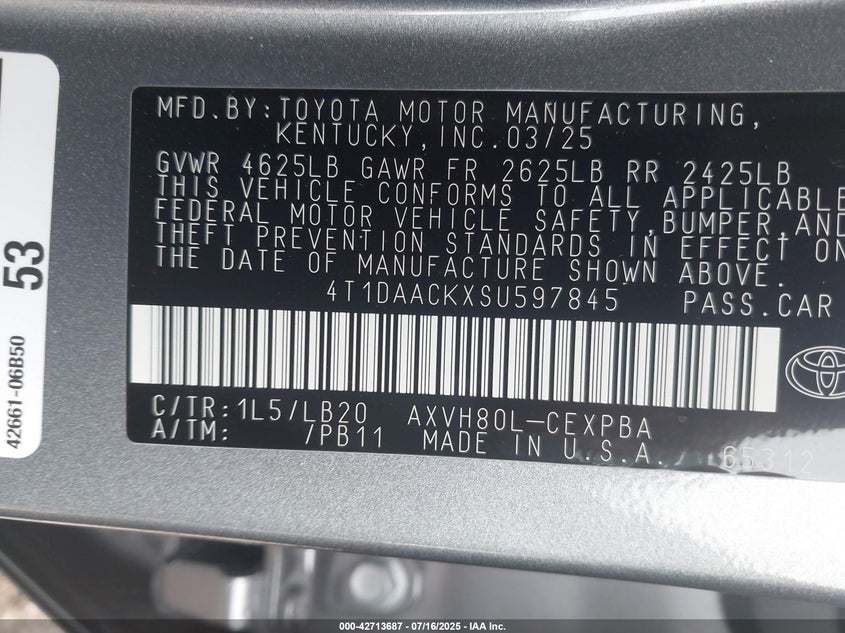 MFD.BY:TOYOTA MOTOR MANUFACTURING,
KENTUCKY,INC.03/25
GVWR 4625LB GAWR FR 2625LB RR 2425LB
THIS VEHICLE CONFORMS TO ALL APPLICABLE
FEDERAL MOTOR VEHICLE SAFETY,BUMPER,AND
THEFT PREVENTION STANDARDS IN EFFECT ON
THE DATE OF MANUFACTURE SHOWN ABOVE.
4T1DAACKXSU597845 PASS.CAR
C/TR:1L5/LB20 AXVH80L-CEXPBA
A/TM: /PB11 MADE IN U.S.A. 65312
53
42661-06B50
000-42713687 - 07/16/2025 - IAA Inc.